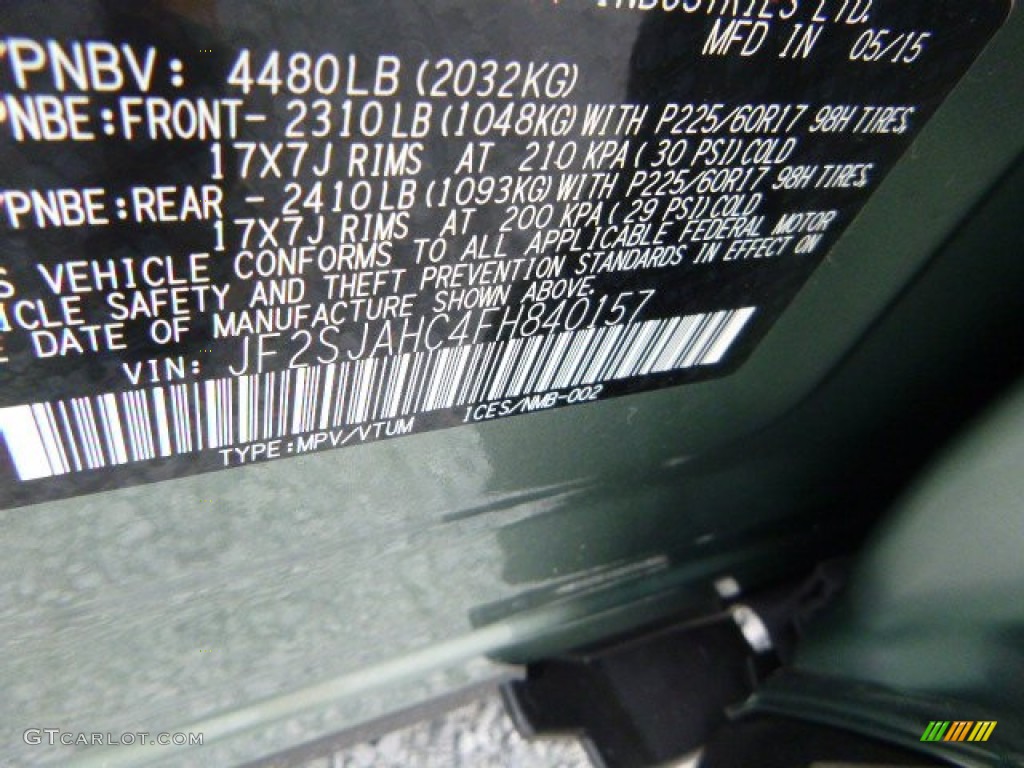 INDUSTRIES LTD.
MFD IN 05/15
/PNBV: 4480LB (2032KG)
PNBE:FRONT- 2310LB (1048KG) WITH P225/60R17 98H TIRES
17X7J RIMS AT 210 KPA (30 PSI) COLD
/PNBE:REAR - 2410LB (1093KG) WITH P225/60R17 98H TIRES
17X7J RIMS AT 200 KPA (29 PSI) COLD
S VEHICLE CONFORMS TO ALL APPLICABLE FEDERAL MOTOR
ICLE SAFETY AND THEFT PREVENTION STANDARDS IN EFFECT ON
E DATE OF MANUFACTURE SHOWN ABOVE.
VIN: JF2SJAHC4FH840157
TYPE:MPV/VTUM ICES/NMB-002
GTCARLOT.COM